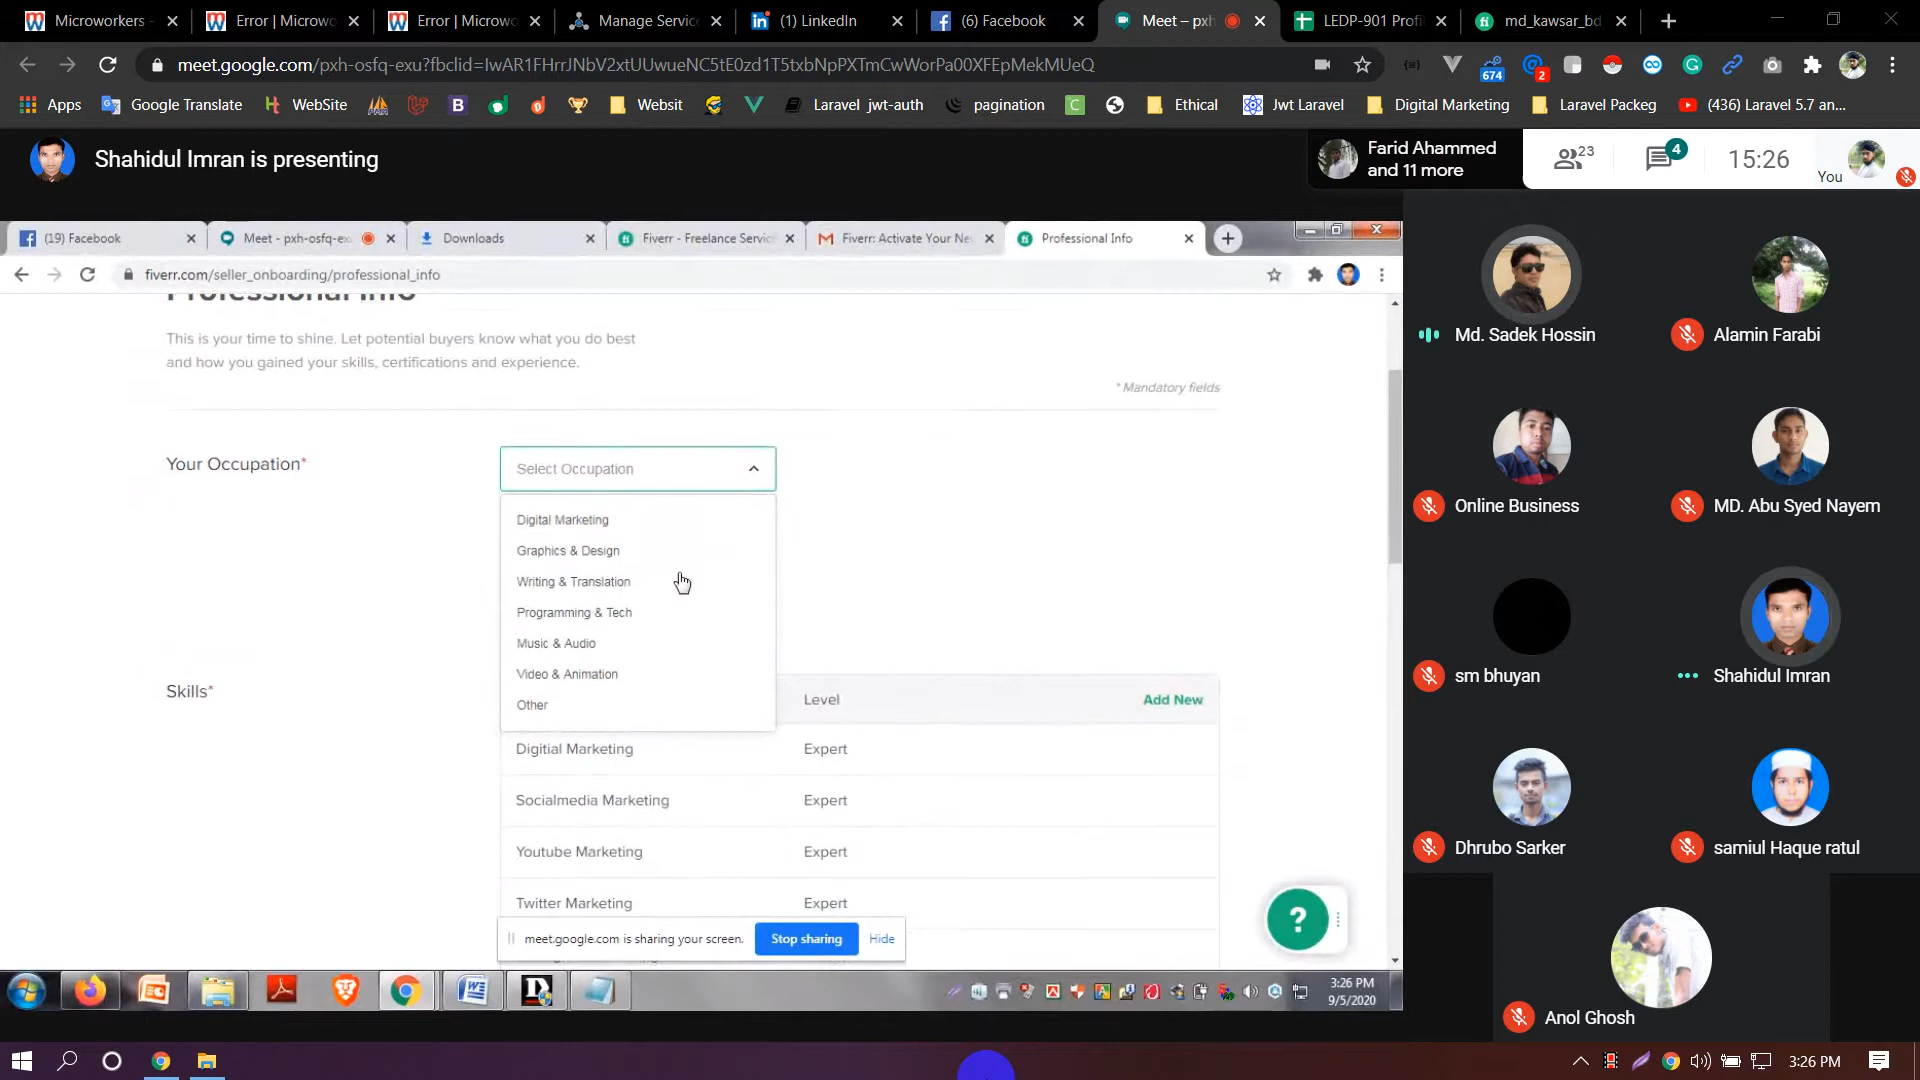 Microworkers -
Error | Microwo
Error | Microwo
Manage Servic
(1) LinkedIn
(6) Facebook
Meet – pxh
LEDP-901 Profi
md_kawsar_bd
meet.google.com/pxh-osfq-exu?fbclid=IwAR1FHrrJNbV2xtUUwueNC5tE0zd1T5txbNpPXTmCwWorPa00XFEpMekMUeQ
674
2
Apps
Google Translate
WebSite
Websit
Laravel jwt-auth
pagination
Ethical
Jwt Laravel
Digital Marketing
Laravel Packeg
(436) Laravel 5.7 an...
Shahidul Imran is presenting
Farid Ahammed
and 11 more
23
4
15:26
You
(19) Facebook
Meet - pxh-osfq-ex
Downloads
Fiverr - Freelance Servic
Fiverr: Activate Your Ne
Professional Info
fiverr.com/seller_onboarding/professional_info
Professional Info
This is your time to shine. Let potential buyers know what you do best
and how you gained your skills, certifications and experience.
* Mandatory fields
Your Occupation*
Select Occupation
Digital Marketing
Graphics & Design
Writing & Translation
Programming & Tech
Music & Audio
Video & Animation
Other
Skills*
Level
Add New
Digitial Marketing
Expert
Socialmedia Marketing
Expert
Youtube Marketing
Expert
Twitter Marketing
Expert
meet.google.com is sharing your screen.
Stop sharing
Hide
?
3:26 PM
9/5/2020
Md. Sadek Hossin
Alamin Farabi
Online Business
MD. Abu Syed Nayem
sm bhuyan
Shahidul Imran
Dhrubo Sarker
samiul Haque ratul
Anol Ghosh
3:26 PM